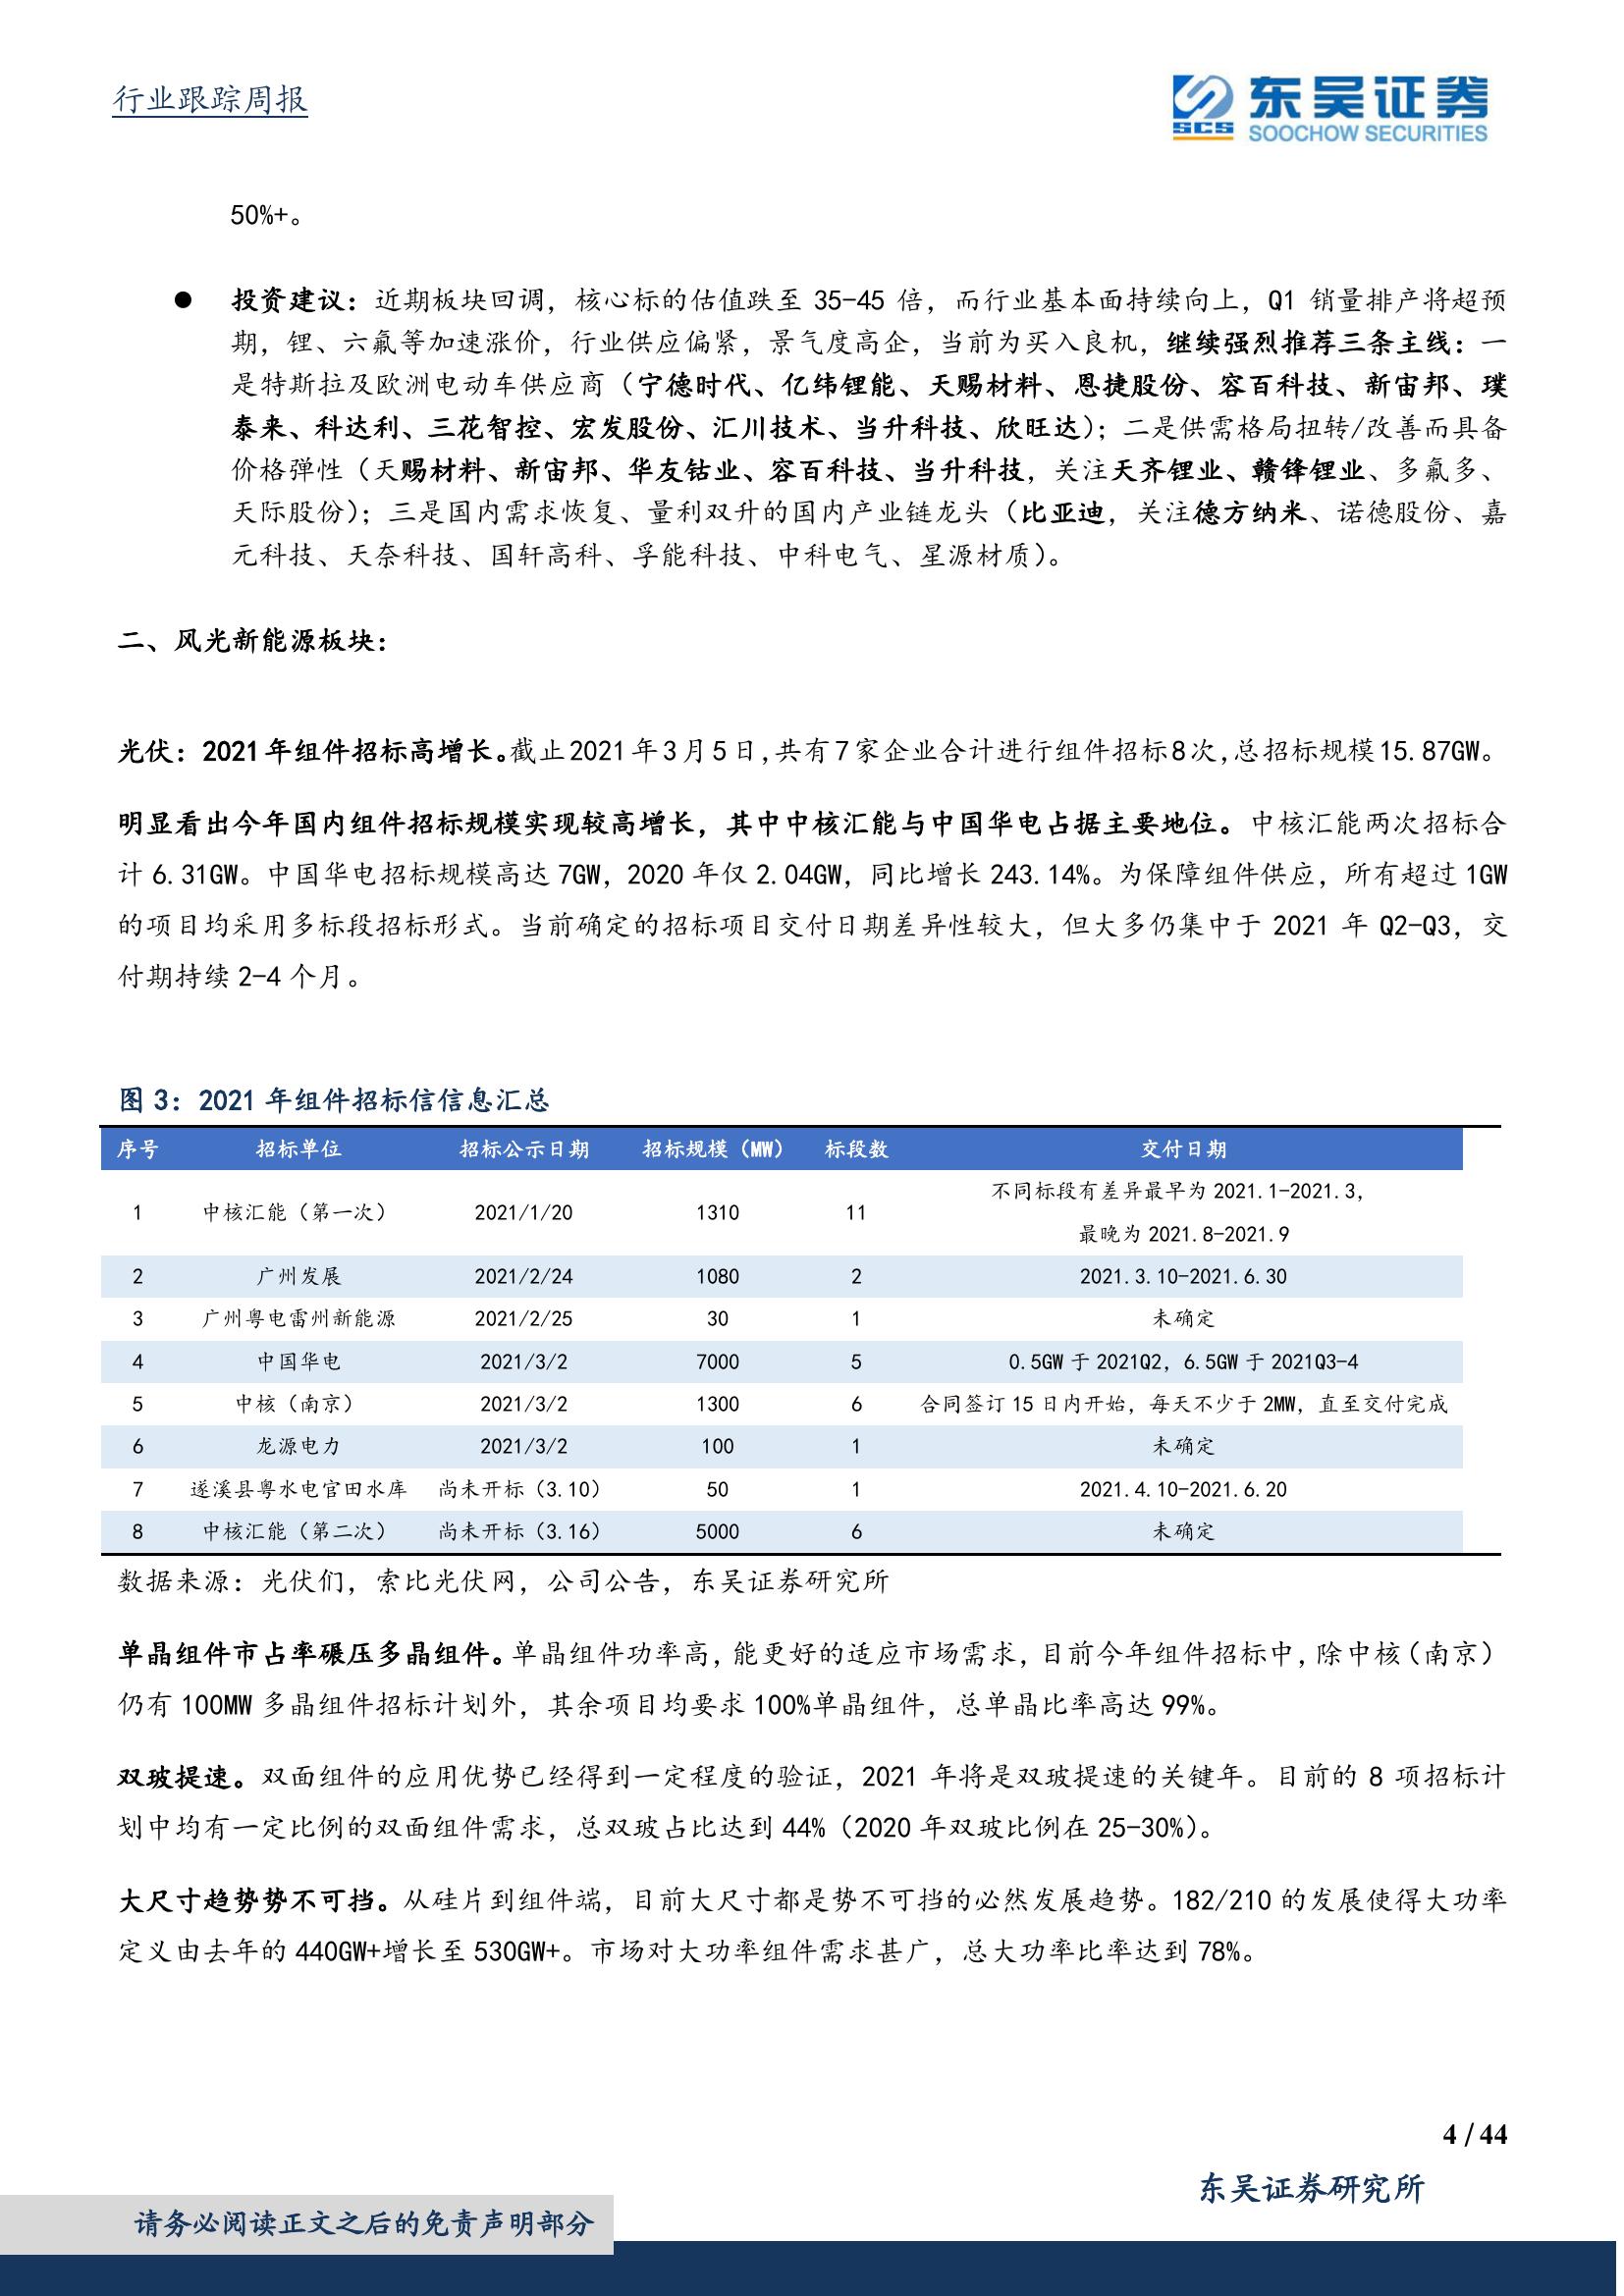 行业跟踪周报
SCS
东吴证券
SOOCHOW SECURITIES
50%+。
● 投资建议：近期板块回调，核心标的估值跌至 35-45 倍，而行业基本面持续向上，Q1 销量排产将超预
期，锂、六氟等加速涨价，行业供应偏紧，景气度高企，当前为买入良机，继续强烈推荐三条主线：一
是特斯拉及欧洲电动车供应商（宁德时代、亿纬锂能、天赐材料、恩捷股份、容百科技、新宙邦、璞
泰来、科达利、三花智控、宏发股份、汇川技术、当升科技、欣旺达）；二是供需格局扭转/改善而具备
价格弹性（天赐材料、新宙邦、华友钴业、容百科技、当升科技，关注天齐锂业、赣锋锂业、多氟多、
天际股份）；三是国内需求恢复、量利双升的国内产业链龙头（比亚迪，关注德方纳米、诺德股份、嘉
元科技、天奈科技、国轩高科、孚能科技、中科电气、星源材质）。
二、风光新能源板块：
光伏：2021年组件招标高增长。截止2021年3月5日，共有7家企业合计进行组件招标8次，总招标规模15.87GW。
明显看出今年国内组件招标规模实现较高增长，其中中核汇能与中国华电占据主要地位。中核汇能两次招标合
计 6.31GW。中国华电招标规模高达 7GW，2020 年仅 2.04GW，同比增长 243.14%。为保障组件供应，所有超过 1GW
的项目均采用多标段招标形式。当前确定的招标项目交付日期差异性较大，但大多仍集中于 2021 年 Q2-Q3，交
付期持续 2-4 个月。
图 3：2021 年组件招标信信息汇总
序号 招标单位 招标公示日期 招标规模（MW） 标段数 交付日期
1 中核汇能（第一次） 2021/1/20 1310 11 不同标段有差异最早为 2021.1-2021.3，
最晚为 2021.8-2021.9
2 广州发展 2021/2/24 1080 2 2021.3.10-2021.6.30
3 广州粤电雷州新能源 2021/2/25 30 1 未确定
4 中国华电 2021/3/2 7000 5 0.5GW 于 2021Q2，6.5GW 于 2021Q3-4
5 中核（南京） 2021/3/2 1300 6 合同签订 15 日内开始，每天不少于 2MW，直至交付完成
6 龙源电力 2021/3/2 100 1 未确定
7 遂溪县粤水电官田水库 尚未开标（3.10） 50 1 2021.4.10-2021.6.20
8 中核汇能（第二次） 尚未开标（3.16） 5000 6 未确定
数据来源：光伏们，索比光伏网，公司公告，东吴证券研究所
单晶组件市占率碾压多晶组件。单晶组件功率高，能更好的适应市场需求，目前今年组件招标中，除中核（南京）
仍有 100MW 多晶组件招标计划外，其余项目均要求 100%单晶组件，总单晶比率高达 99%。
双玻提速。双面组件的应用优势已经得到一定程度的验证，2021 年将是双玻提速的关键年。目前的 8 项招标计
划中均有一定比例的双面组件需求，总双玻占比达到 44%（2020 年双玻比例在 25-30%）。
大尺寸趋势势不可挡。从硅片到组件端，目前大尺寸都是势不可挡的必然发展趋势。182/210 的发展使得大功率
定义由去年的 440GW+增长至 530GW+。市场对大功率组件需求甚广，总大功率比率达到 78%。
4 / 44
东吴证券研究所
请务必阅读正文之后的免责声明部分